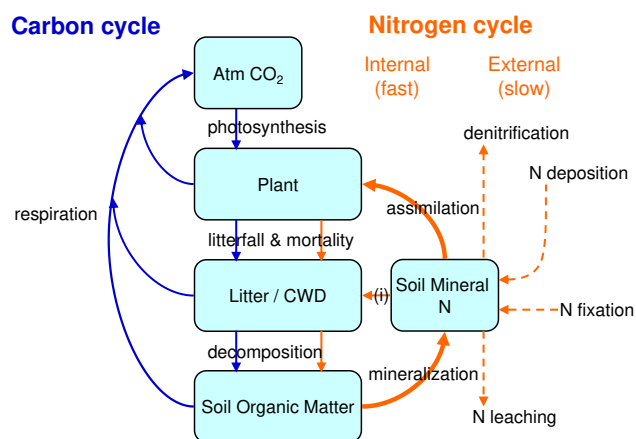 Carbon cycle
Nitrogen cycle
Internal
(fast)
External
(slow)
Atm CO₂
photosynthesis
denitrification
Plant
N deposition
respiration
assimilation
litterfall & mortality
Litter / CWD
(i)
Soil Mineral
N
N fixation
decomposition
mineralization
Soil Organic Matter
N leaching